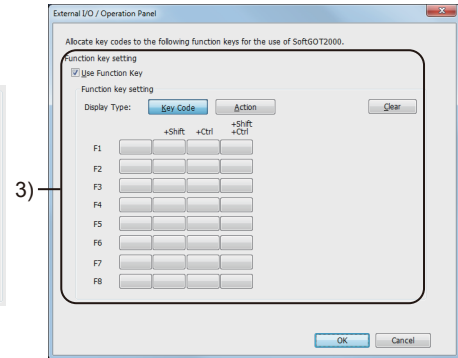 External I/O / Operation Panel
Allocate key codes to the following function keys for the use of SoftGOT2000.
Function key setting
Use Function Key
Function key setting
Display Type: Key Code Action Clear
+Shift +Ctrl +Shift +Ctrl
F1
F2
3)
F3
F4
F5
F6
F7
F8
OK Cancel